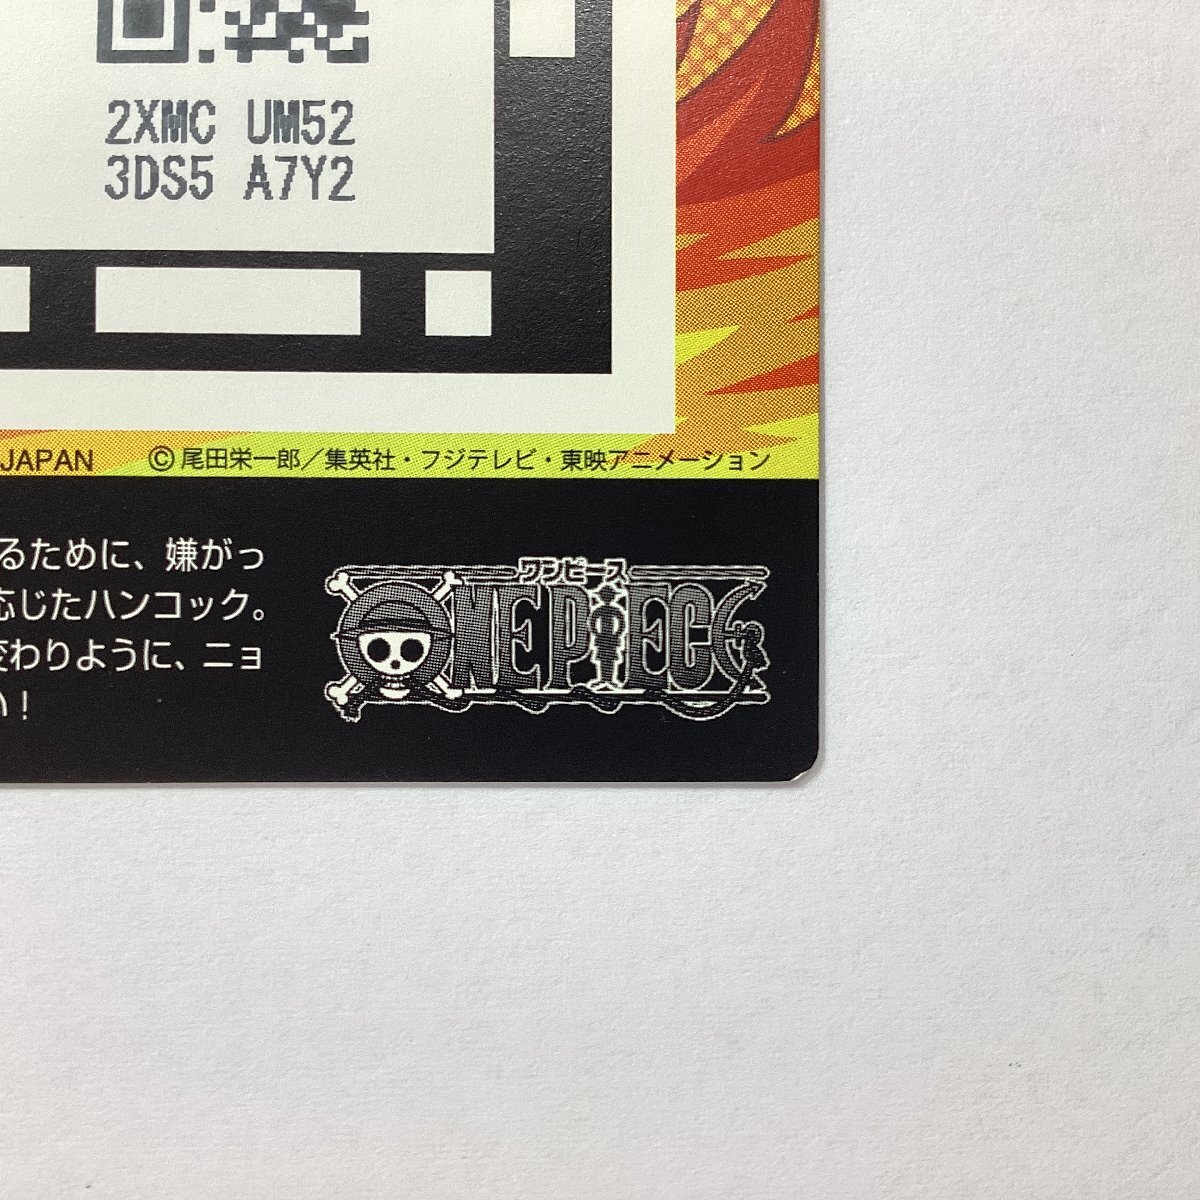 2XMC UM52
3DS5 A7Y2
JAPAN ©尾田栄一郎／集英社・フジテレビ・東映アニメーション
るために、嫌がっ
応じたハンコック。
変わりように、ニョ
い！
ワンピース
ONE PIECE